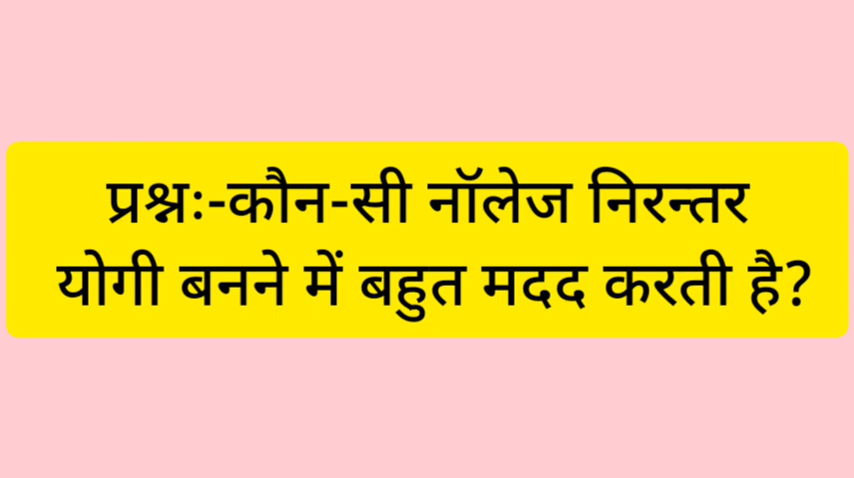 प्रश्नः-कौन-सी नॉलेज निरन्तर
योगी बनने में बहुत मदद करती है?